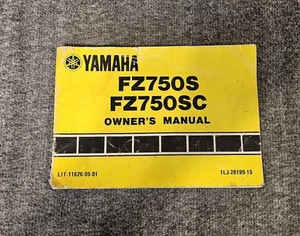 YAMAHA
FZ750S
FZ750SC
OWNER'S MANUAL
LIT-11626-05-01 1LJ-28199-10